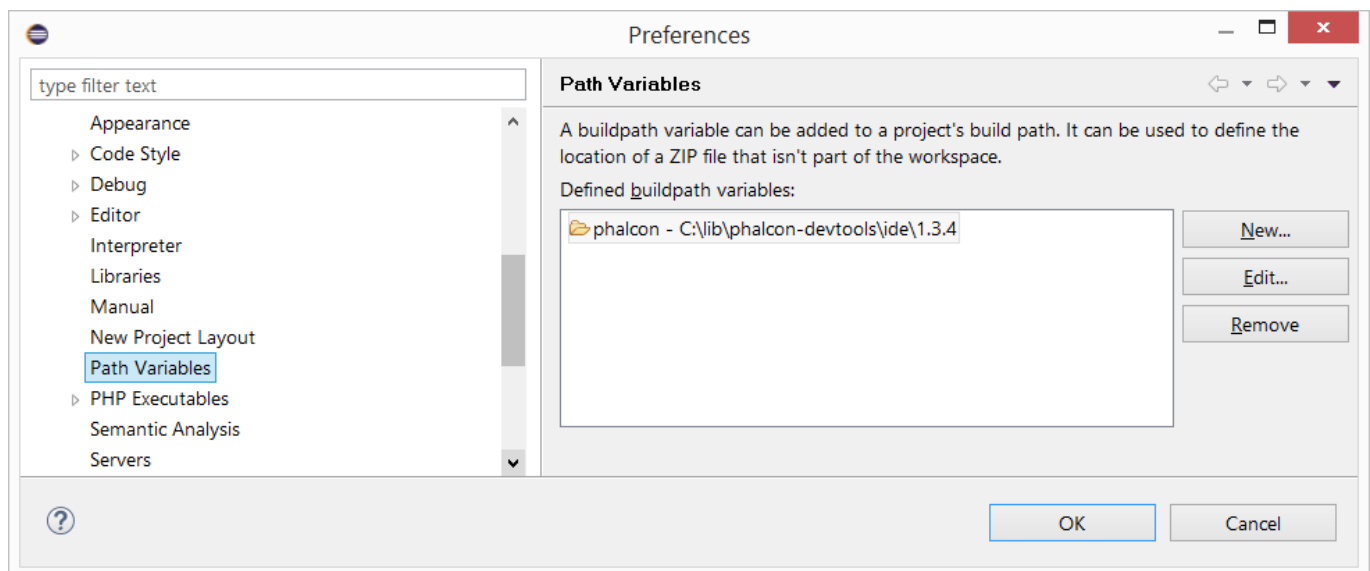 Preferences
type filter text
Appearance
Code Style
Debug
Editor
Interpreter
Libraries
Manual
New Project Layout
Path Variables
PHP Executables
Semantic Analysis
Servers
Path Variables
A buildpath variable can be added to a project's build path. It can be used to define the
location of a ZIP file that isn't part of the workspace.
Defined buildpath variables:
phalcon - C:\lib\phalcon-devtools\ide\1.3.4
New...
Edit...
Remove
OK
Cancel